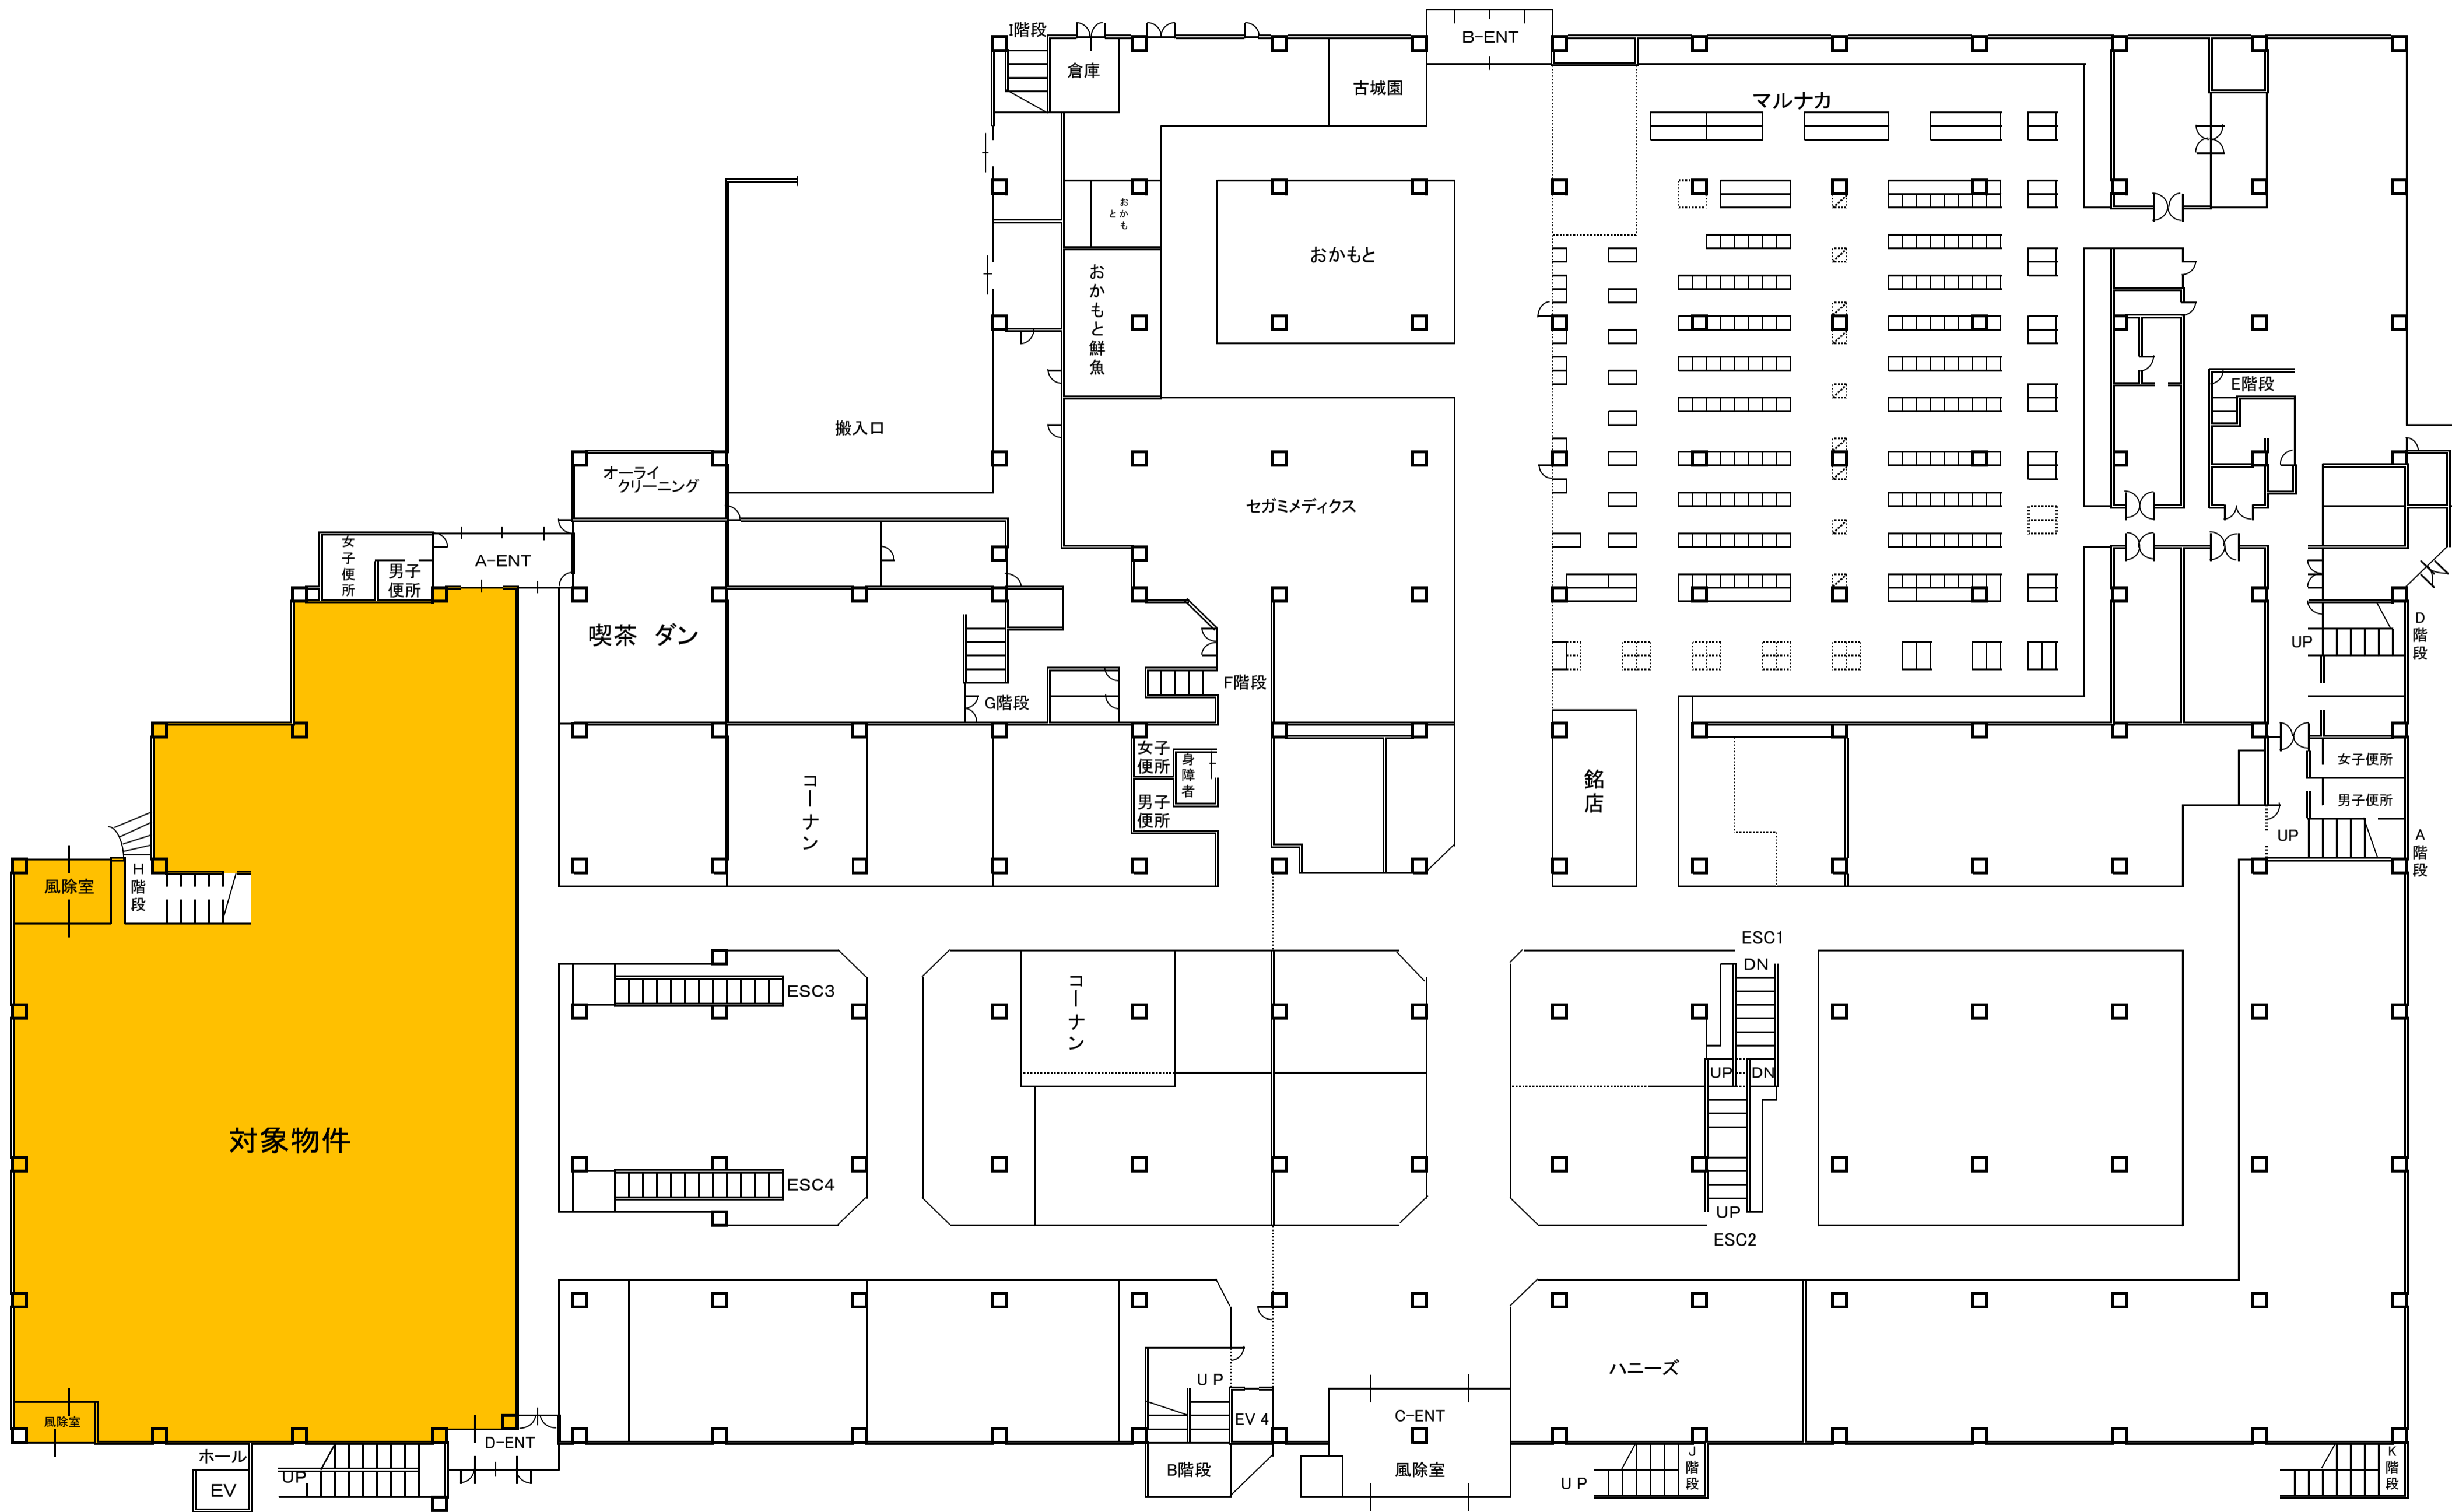 I階段
倉庫
B-ENT
古城園
マルナカ
おかもと
おかもと
おかもと鮮魚
E階段
搬入口
オーライ
クリーニング
セガミメディクス
女子便所
男子
便所
A-ENT
喫茶 ダン
G階段
F階段
UP
D階段
女子
便所
身障者
男子
便所
コーナン
銘店
女子便所
男子便所
UP
A階段
風除室
H階段
ESC1
DN
ESC3
コーナン
UP
DN
対象物件
ESC4
UP
ESC2
ハニーズ
UP
EV 4
C-ENT
風除室
D-ENT
ホール
UP
EV
B階段
風除室
UP
J階段
K階段
N